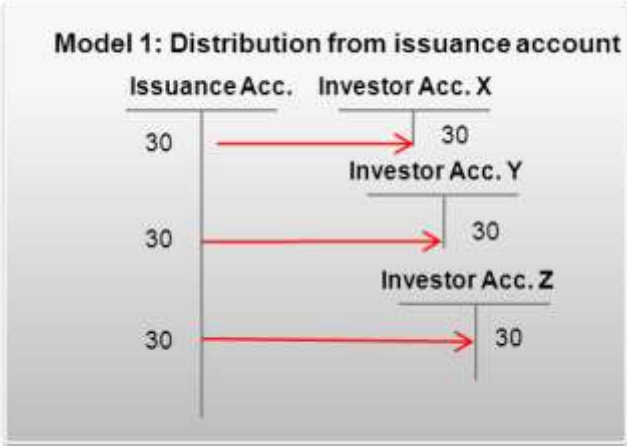 Model 1: Distribution from issuance account
Issuance Acc. Investor Acc. X
30 30
Investor Acc. Y
30 30
Investor Acc. Z
30 30